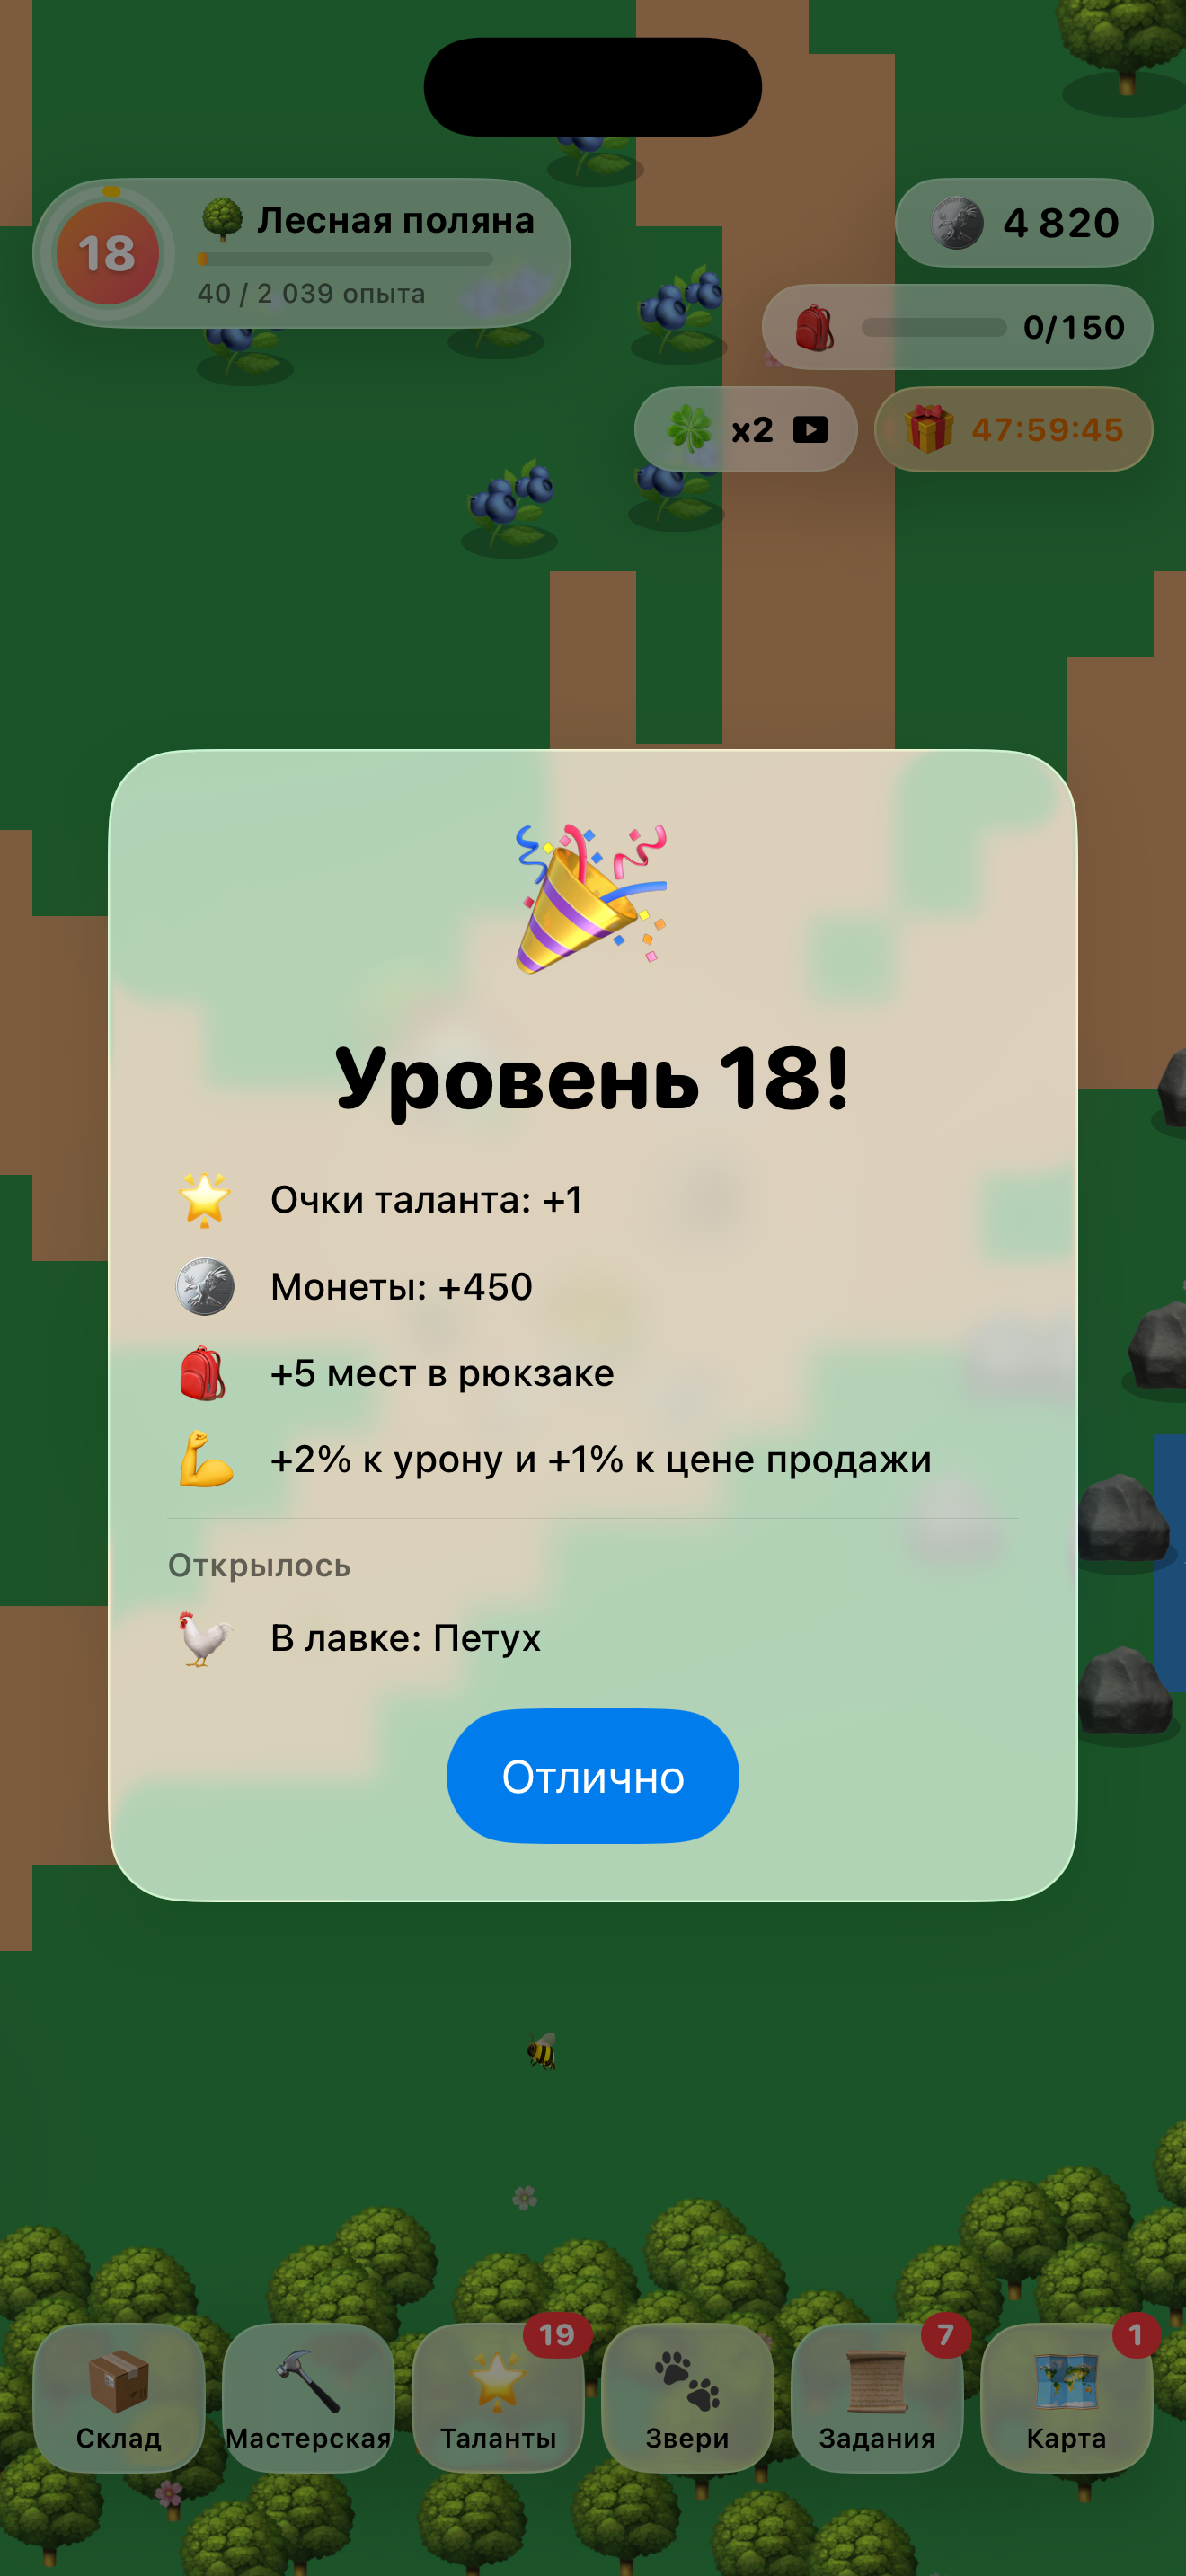 18
Лесная поляна
40 / 2 039 опыта
4 820
0/150
x2
47:59:45
Уровень 18!
Очки таланта: +1
Монеты: +450
+5 мест в рюкзаке
+2% к урону и +1% к цене продажи
Открылось
В лавке: Петух
Отлично
19
7
1
Склад
Мастерская
Таланты
Звери
Задания
Карта